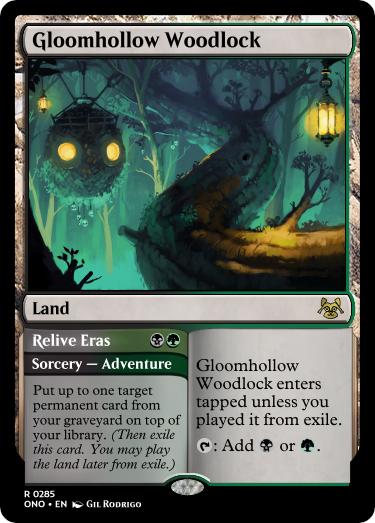 Gloomhollow Woodlock
Land
Relive Eras
Sorcery — Adventure
Put up to one target
permanent card from
your graveyard on top of
your library. (Then exile
this card. You may play
the land later from exile.)
Gloomhollow
Woodlock enters
tapped unless you
played it from exile.
: Add or .
R 0285
ONO • EN Gil Rodrigo